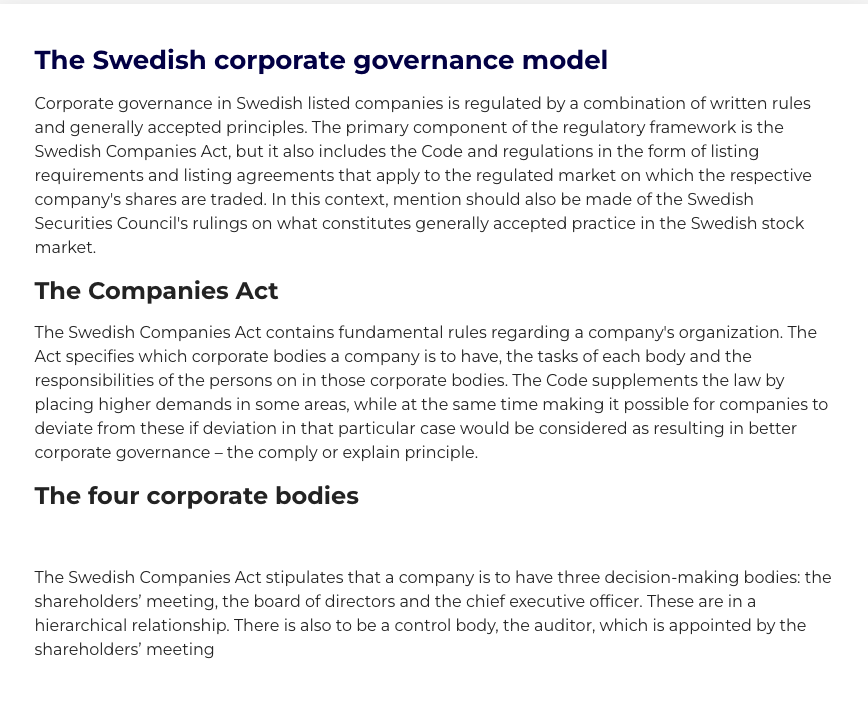 The Swedish corporate governance model
Corporate governance in Swedish listed companies is regulated by a combination of written rules
and generally accepted principles. The primary component of the regulatory framework is the
Swedish Companies Act, but it also includes the Code and regulations in the form of listing
requirements and listing agreements that apply to the regulated market on which the respective
company's shares are traded. In this context, mention should also be made of the Swedish
Securities Council's rulings on what constitutes generally accepted practice in the Swedish stock
market.
The Companies Act
The Swedish Companies Act contains fundamental rules regarding a company's organization. The
Act specifies which corporate bodies a company is to have, the tasks of each body and the
responsibilities of the persons on in those corporate bodies. The Code supplements the law by
placing higher demands in some areas, while at the same time making it possible for companies to
deviate from these if deviation in that particular case would be considered as resulting in better
corporate governance – the comply or explain principle.
The four corporate bodies
The Swedish Companies Act stipulates that a company is to have three decision-making bodies: the
shareholders’ meeting, the board of directors and the chief executive officer. These are in a
hierarchical relationship. There is also to be a control body, the auditor, which is appointed by the
shareholders’ meeting